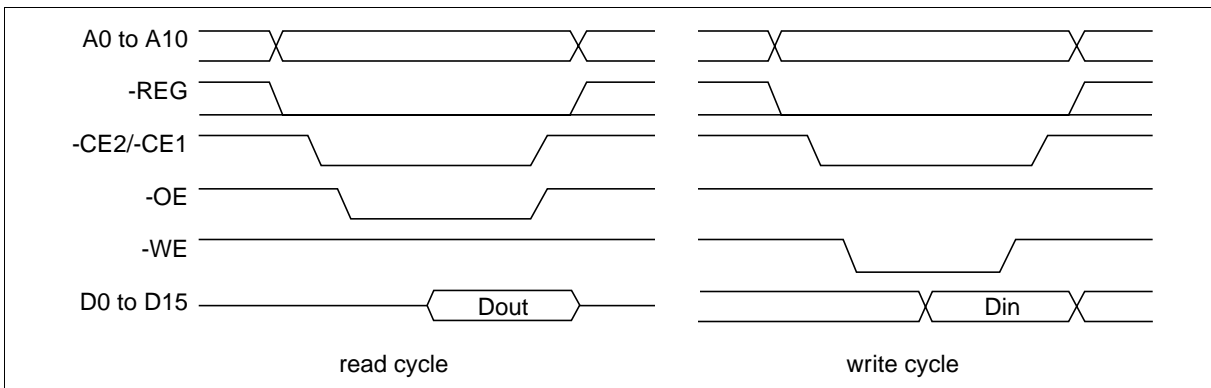 A0 to A10
-REG
-CE2/-CE1
-OE
-WE
D0 to D15
Dout
Din
read cycle
write cycle